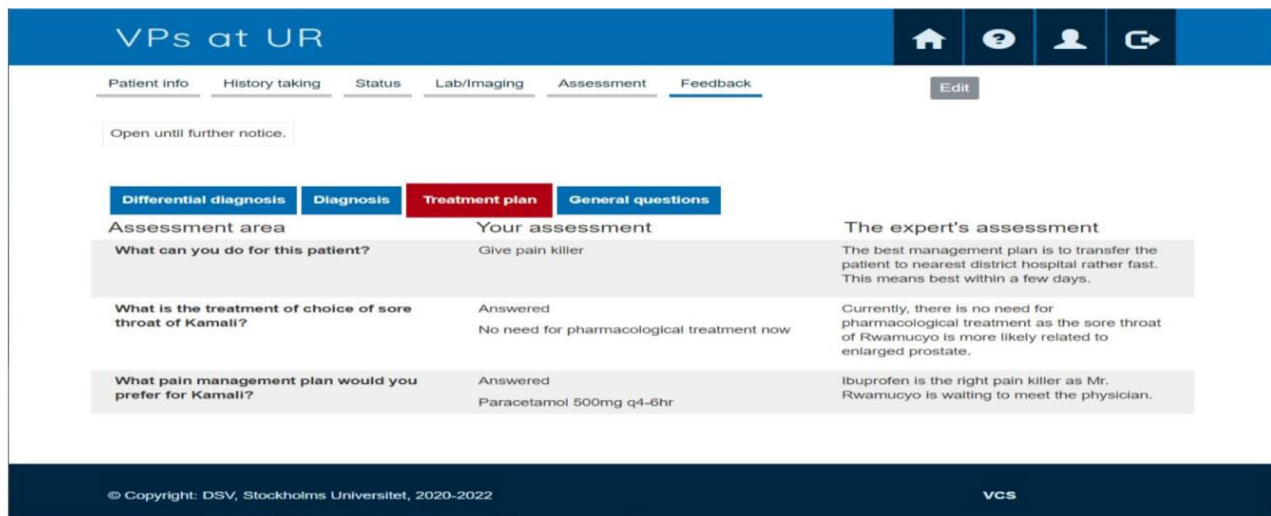 VPs at UR
Patient info History taking Status Lab/Imaging Assessment Feedback Edit
Open until further notice.
Differential diagnosis Diagnosis Treatment plan General questions
Assessment area Your assessment The expert's assessment
What can you do for this patient? Give pain killer The best management plan is to transfer the
patient to nearest district hospital rather fast.
This means best within a few days.
What is the treatment of choice of sore
throat of Kamali?
Answered
No need for pharmacological treatment now
Currently, there is no need for
pharmacological treatment as the sore throat
of Rwamucyo is more likely related to
enlarged prostate.
What pain management plan would you
prefer for Kamali?
Answered
Paracetamol 500mg q4-6hr
Ibuprofen is the right pain killer as Mr.
Rwamucyo is waiting to meet the physician.
© Copyright: DSV, Stockholms Universitet, 2020-2022 VCS